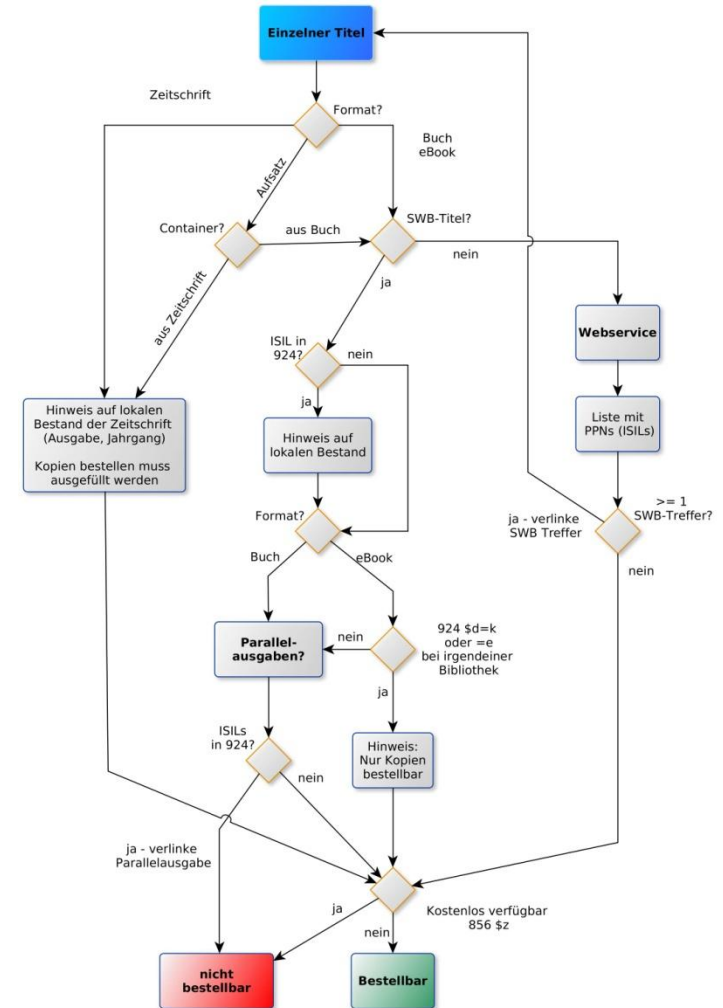 Einzelner Titel
Zeitschrift
Format?
Buch
eBook
Aufsatz
Container?
aus Buch
SWB-Titel?
nein
ja
aus Zeitschrift
ISIL in
924?
nein
ja
Webservice
Hinweis auf lokalen
Bestand der Zeitschrift
(Ausgabe, Jahrgang)
Kopien bestellen muss
ausgefüllt werden
Hinweis auf
lokalen Bestand
Liste mit
PPNs (ISILs)
Format?
ja - verlinke
SWB Treffer
>= 1
SWB-Treffer?
nein
Buch
eBook
Parallel-
ausgaben?
nein
924 $d=k
oder =e
bei irgendeiner
Bibliothek
ja
ISILs
in 924?
nein
Hinweis:
Nur Kopien
bestellbar
ja - verlinke
Parallelausgabe
ja
nein
Kostenlos verfügbar
856 $z
nicht
bestellbar
Bestellbar